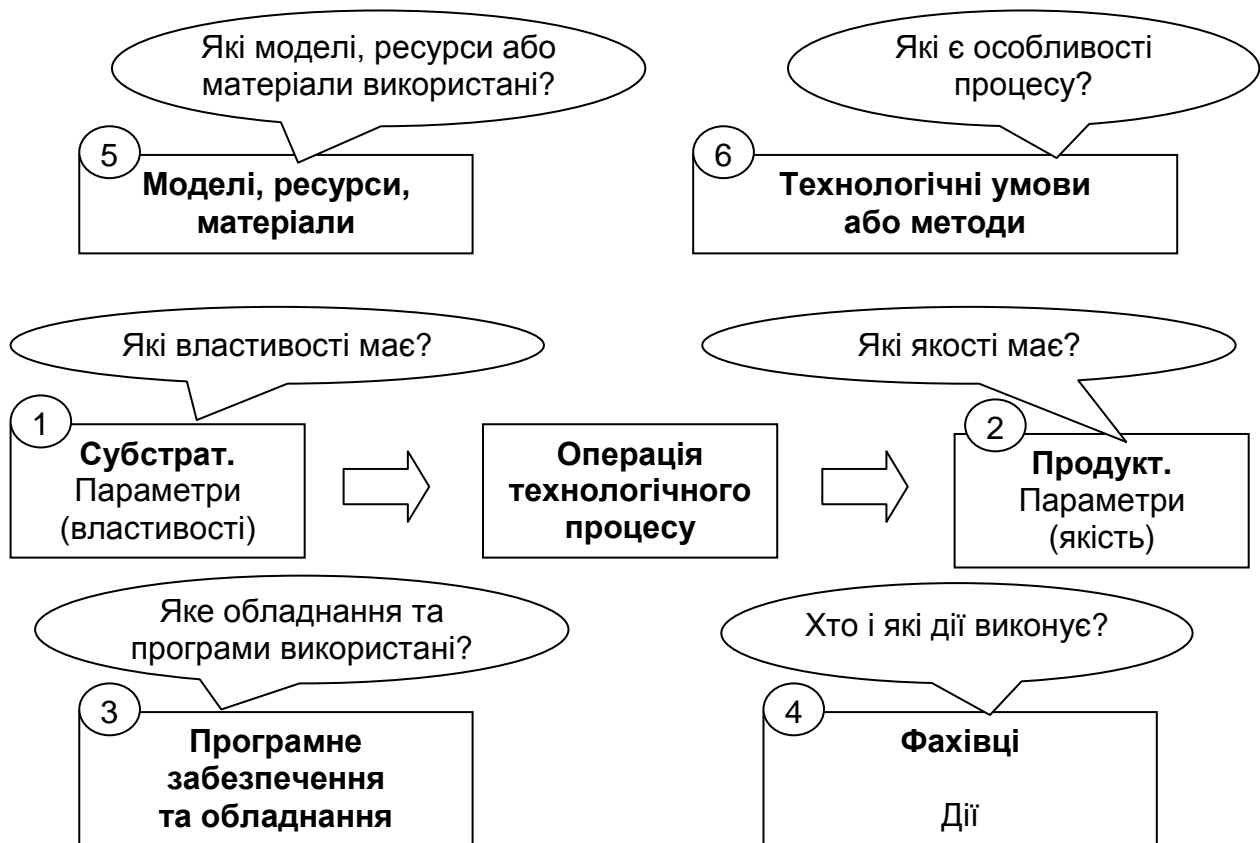 Які моделі, ресурси або
матеріали використані?
Які є особливості
процесу?
5
Моделі, ресурси,
матеріали
6
Технологічні умови
або методи
Які властивості має?
Які якості має?
1
Субстрат.
Параметри
(властивості)
Операція
технологічного
процесу
2
Продукт.
Параметри
(якість)
Яке обладнання та
програми використані?
Хто і які дії виконує?
3
Програмне
забезпечення
та обладнання
4
Фахівці
Дії